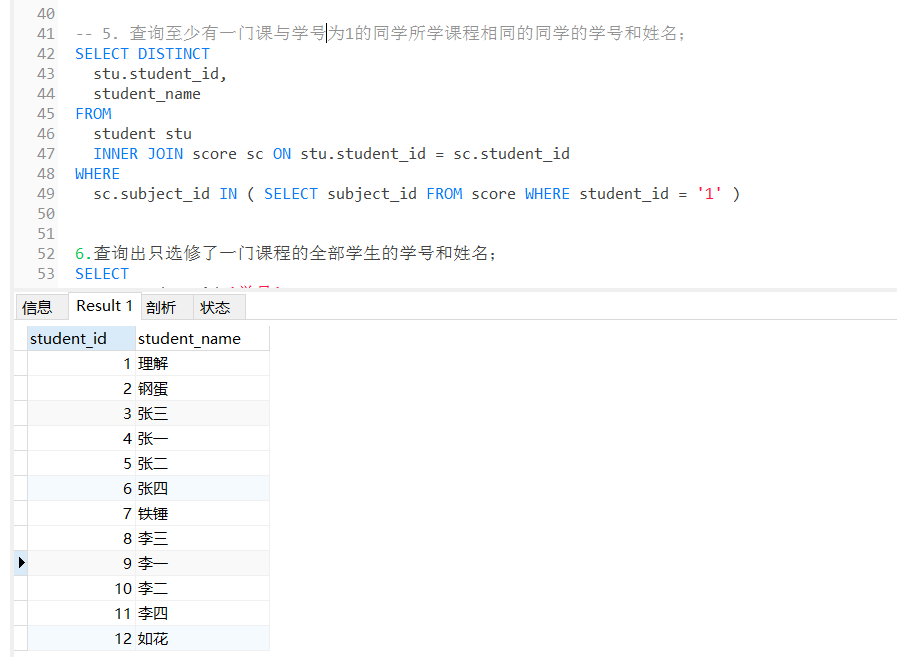 40
41 -- 5. 查询至少有一门课与学号为1的同学所学课程相同的同学的学号和姓名；
42 SELECT DISTINCT
43 stu.student_id,
44 student_name
45 FROM
46 student stu
47 INNER JOIN score sc ON stu.student_id = sc.student_id
48 WHERE
49 sc.subject_id IN ( SELECT subject_id FROM score WHERE student_id = '1' )
50
51
52 6.查询出只选修了一门课程的全部学生的学号和姓名；
53 SELECT
信息 Result 1 剖析 状态
student_id student_name
1 理解
2 钢蛋
3 张三
4 张一
5 张二
6 张四
7 铁锤
8 李三
9 李一
10 李二
11 李四
12 如花